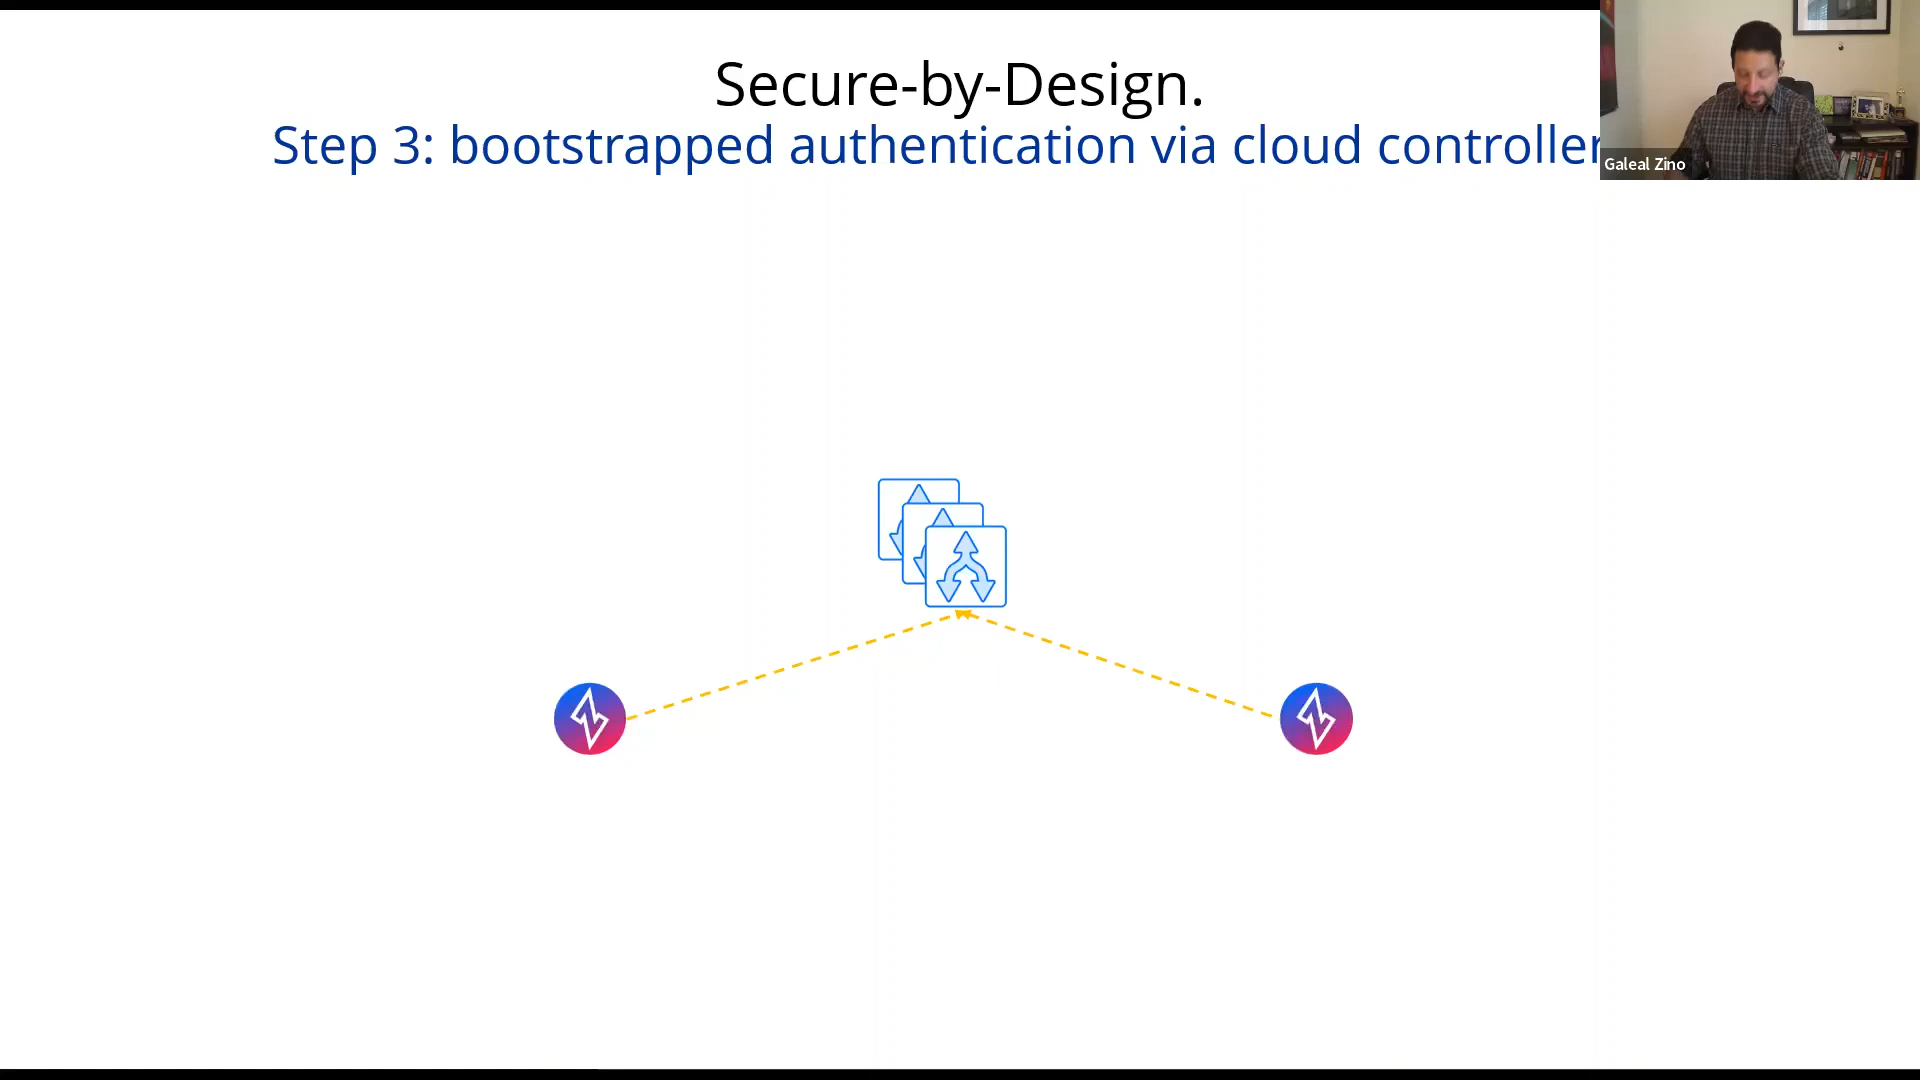 Secure-by-Design.
Step 3: bootstrapped authentication via cloud controller
Galeal Zino